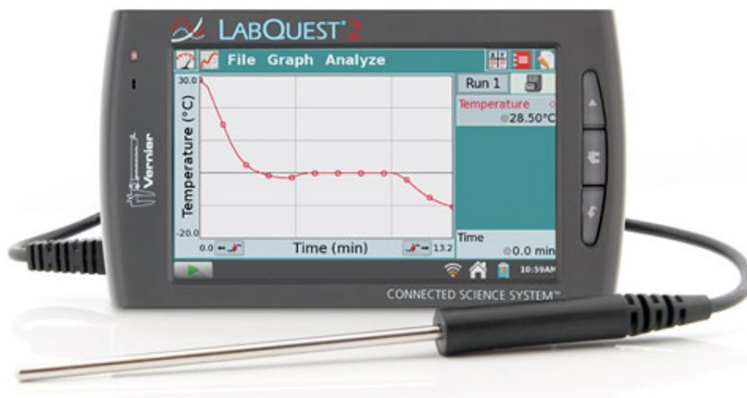 LABQUEST® 2
File Graph Analyze
Run 1
30.0
Temperature (°C)
-20.0
0.0
Time (min)
13.2
Temperature
28.50°C
Time
0.0 min
10:59AM
Vernier
CONNECTED SCIENCE SYSTEM™